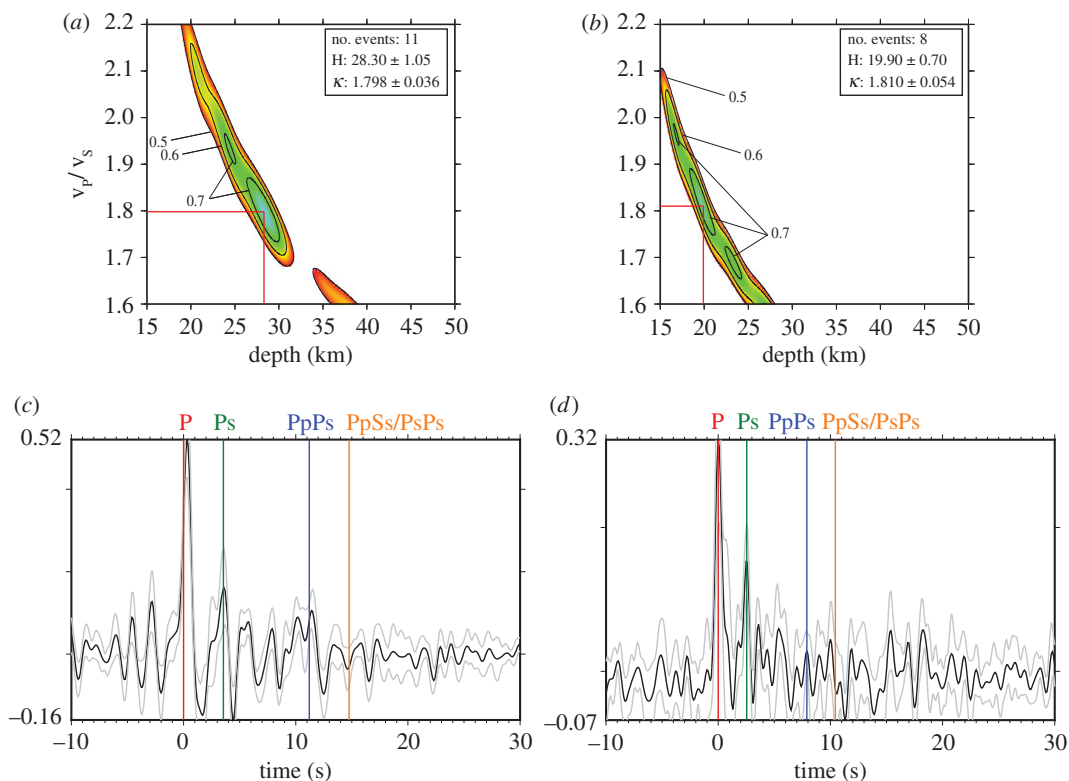 (a)
2.2
2.1
2.0
1.9
1.8
1.7
1.6
vP/ vS
no. events: 11
H: 28.30 ± 1.05
κ: 1.798 ± 0.036
0.5
0.6
0.7
15 20 25 30 35 40 45 50
depth (km)
(b)
2.2
2.1
2.0
1.9
1.8
1.7
1.6
no. events: 8
H: 19.90 ± 0.70
κ: 1.810 ± 0.054
0.5
0.6
0.7
15 20 25 30 35 40 45 50
depth (km)
(c)
P Ps PpPs PpSs/PsPs
0.52
−0.16
−10 0 10 20 30
time (s)
(d)
P Ps PpPs PpSs/PsPs
0.32
−0.07
−10 0 10 20 30
time (s)